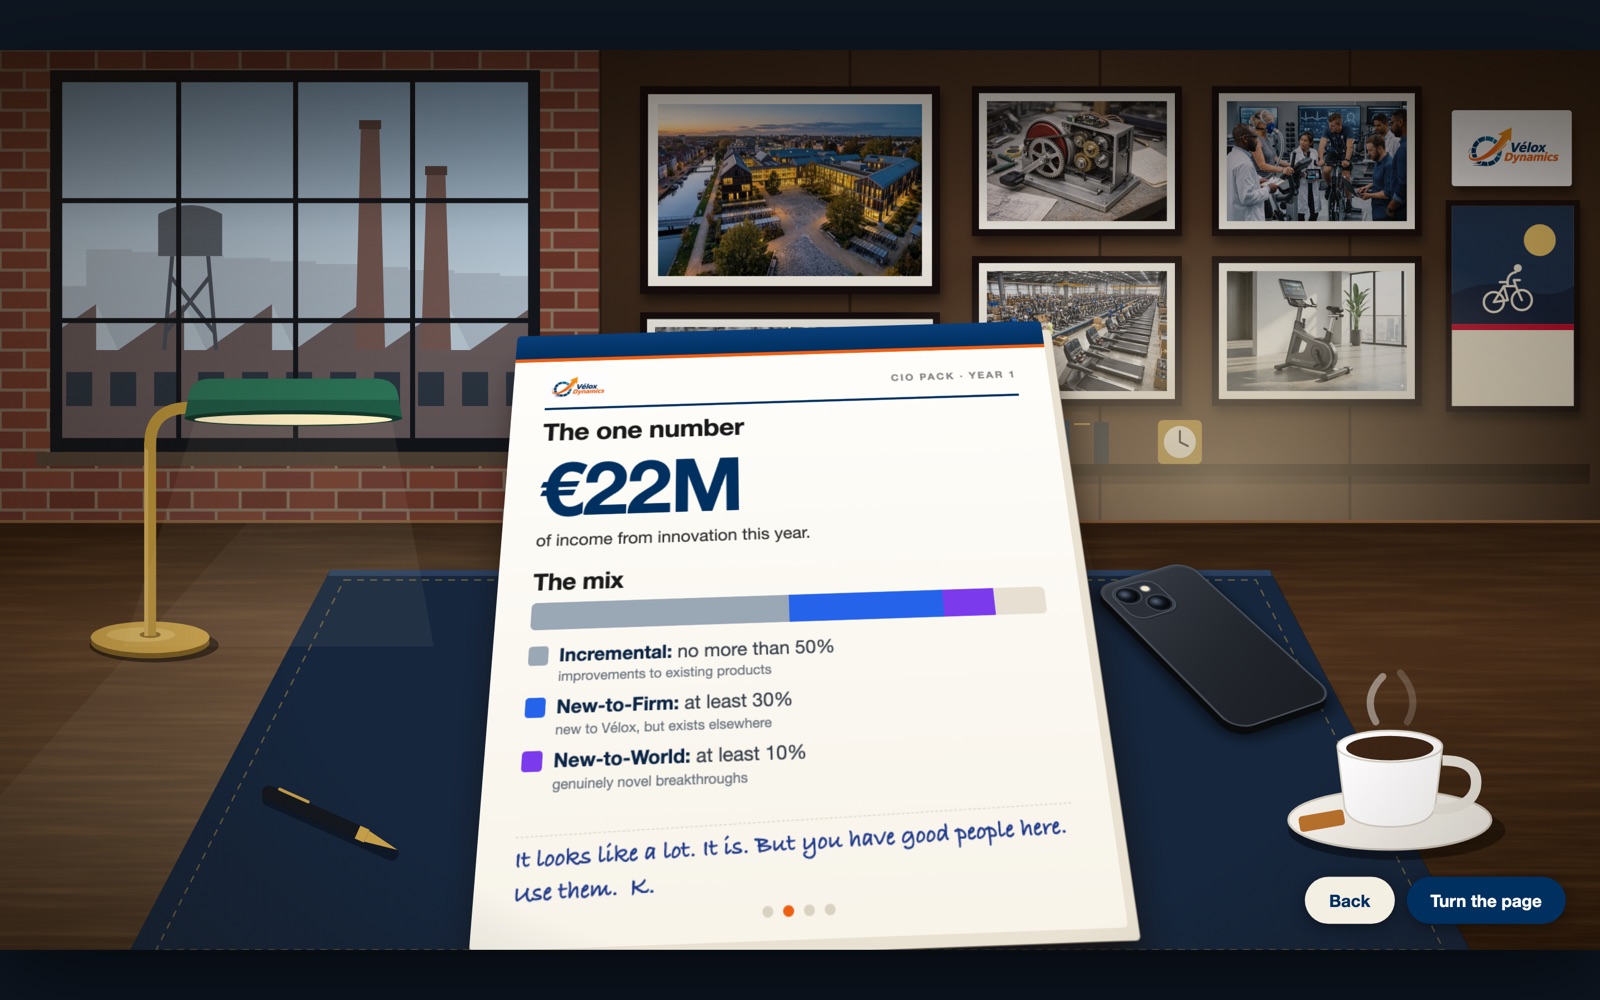 Vélox
Dynamics
Vélox
Dynamics
CIO PACK · YEAR 1
The one number
€22M
of income from innovation this year.
The mix
Incremental: no more than 50%
improvements to existing products
New-to-Firm: at least 30%
new to Vélox, but exists elsewhere
New-to-World: at least 10%
genuinely novel breakthroughs
It looks like a lot. It is. But you have good people here.
Use them. K.
Back
Turn the page